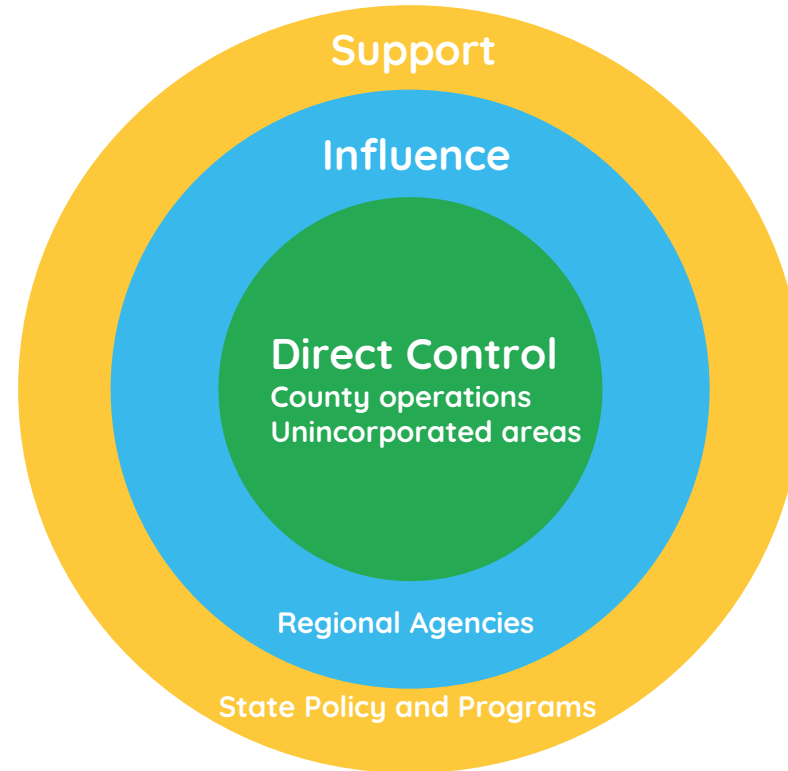 Support
Influence
Direct Control
County operations
Unincorporated areas
Regional Agencies
State Policy and Programs